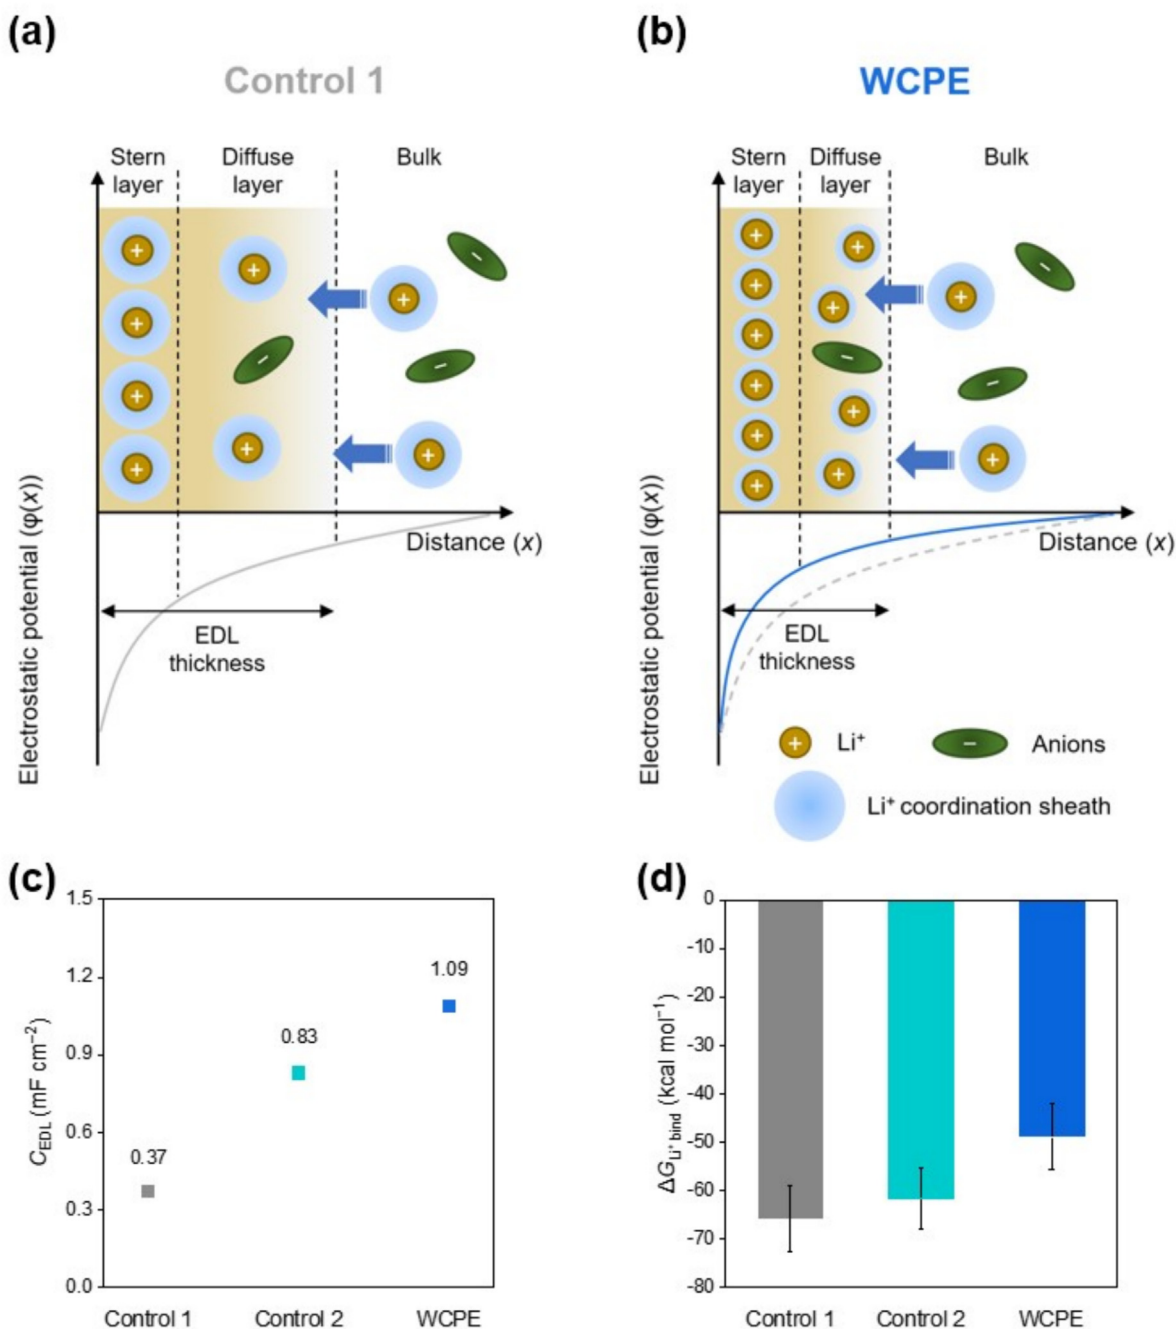 (a)
Control 1
Stern
layer
Diffuse
layer
Bulk
+
+
+
+
+
+
+
+
−
−
−
Electrostatic potential (φ(x))
Distance (x)
EDL
thickness
(b)
WCPE
Stern
layer
Diffuse
layer
Bulk
+
+
+
+
+
+
+
+
+
+
+
+
−
−
−
Electrostatic potential (φ(x))
Distance (x)
EDL
thickness
+ Li⁺
− Anions
Li⁺ coordination sheath
(c)
C_EDL (mF cm⁻²)
1.5
1.2
0.9
0.6
0.3
0.0
0.37
0.83
1.09
Control 1 Control 2 WCPE
(d)
ΔG_Li⁺ bind (kcal mol⁻¹)
0
-10
-20
-30
-40
-50
-60
-70
-80
Control 1 Control 2 WCPE